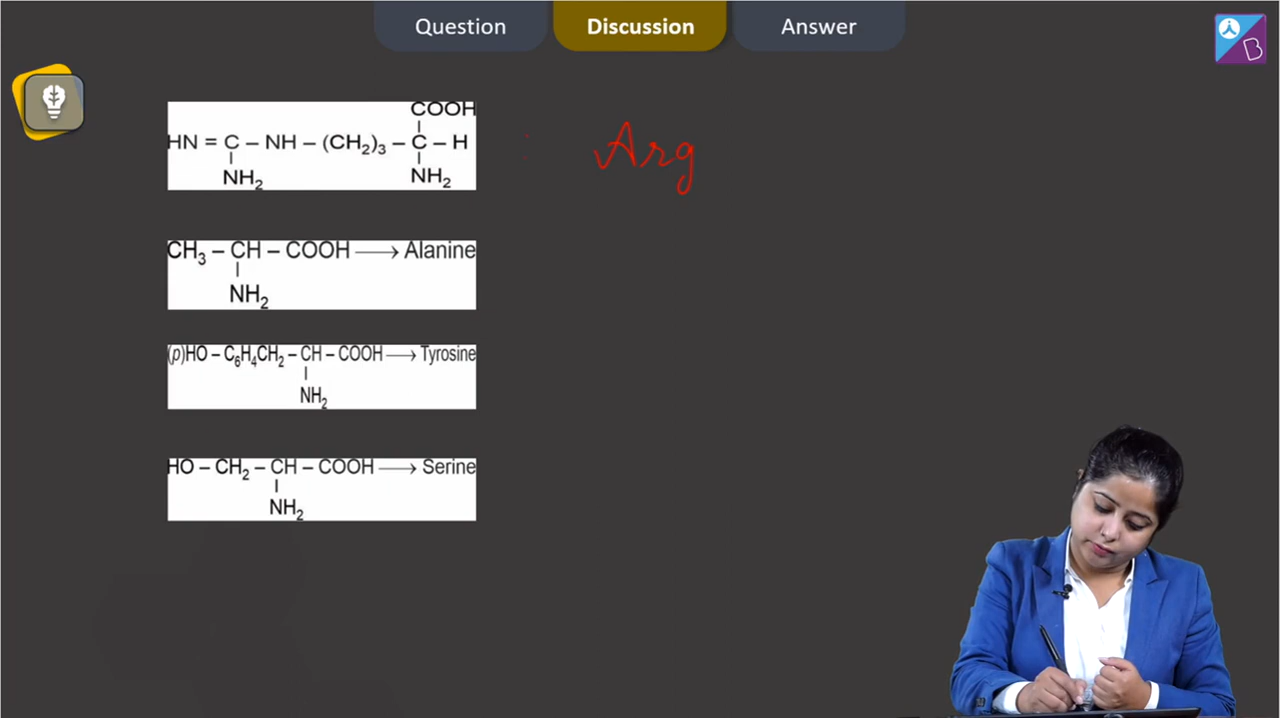 Question Discussion Answer
COOH
HN = C – NH – (CH₂)₃ – C – H : Arg
NH₂ NH₂
CH₃ – CH – COOH ⟶ Alanine
NH₂
(p)HO – C₆H₄CH₂ – CH – COOH ⟶ Tyrosine
NH₂
HO – CH₂ – CH – COOH ⟶ Serine
NH₂
B